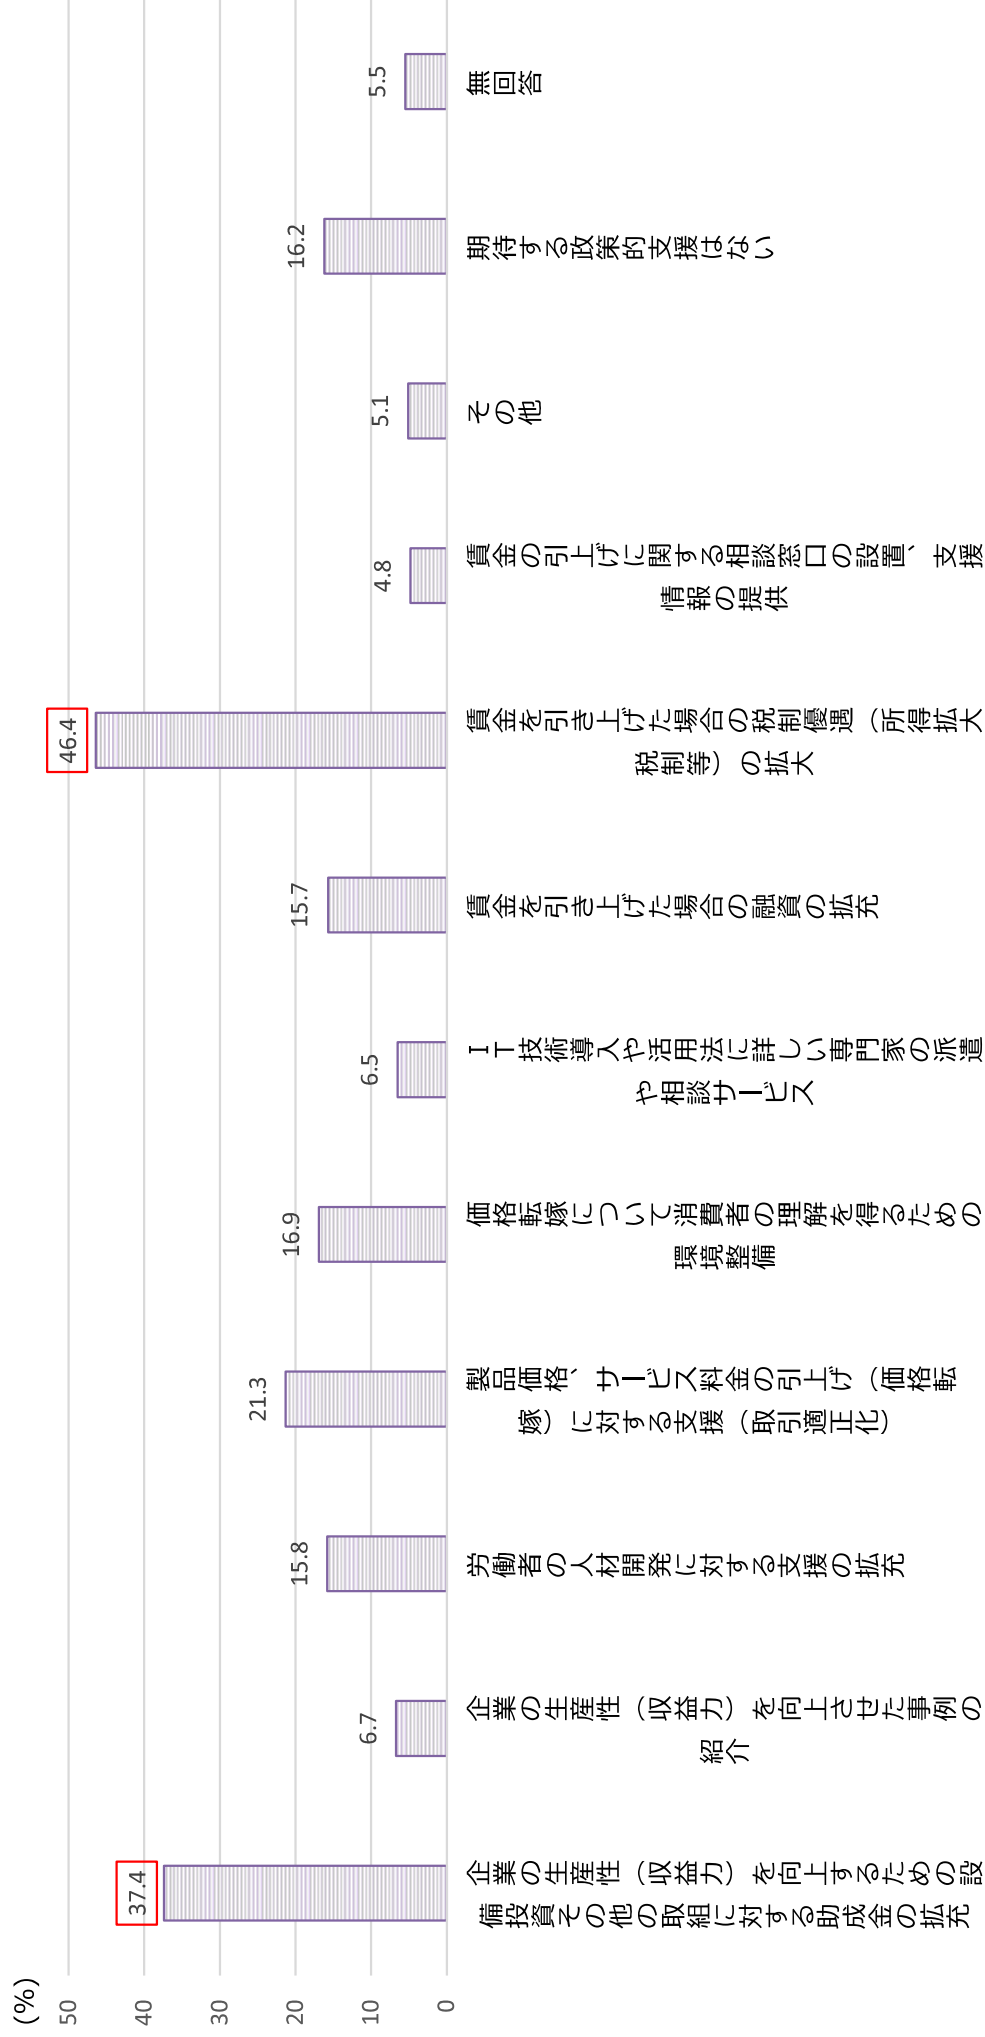 (%)
50
40
30
20
10
0
37.4
6.7
15.8
21.3
16.9
6.5
15.7
46.4
4.8
5.1
16.2
5.5
企業の生産性（収益力）を向上するための設
備投資その他の取組に対する助成金の拡充
企業の生産性（収益力）を向上させた事例の
紹介
労働者の人材開発に対する支援の拡充
製品価格、サービス料金の引上げ（価格転
嫁）に対する支援（取引適正化）
価格転嫁について消費者の理解を得るための
環境整備
ＩＴ技術導入や活用法に詳しい専門家の派遣
や相談サービス
賃金を引き上げた場合の融資の拡充
賃金を引き上げた場合の税制優遇（所得拡大
税制等）の拡大
賃金の引上げに関する相談窓口の設置、支援
情報の提供
その他
期待する政策的支援はない
無回答